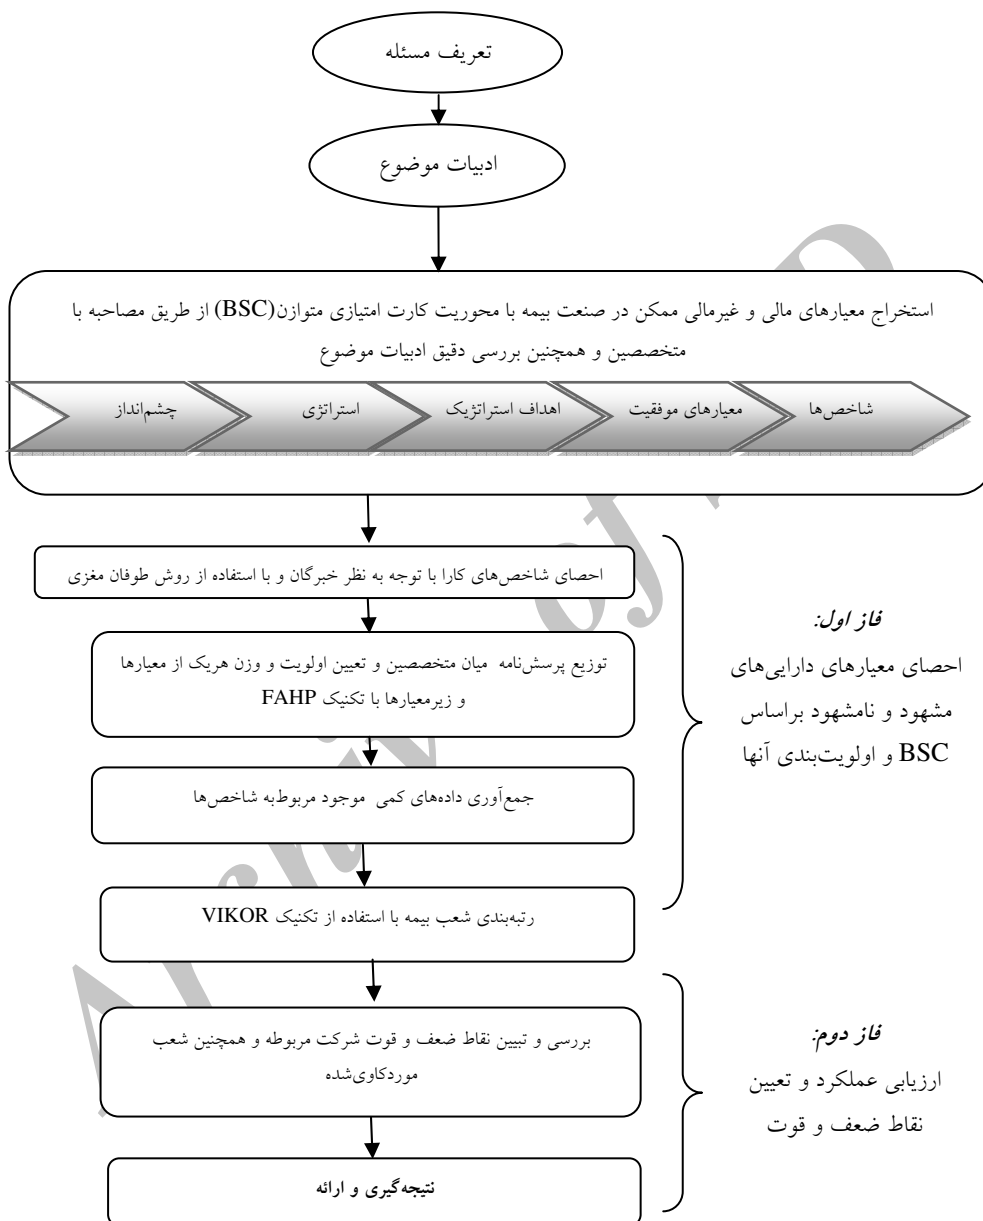 تعریف مسئله
ادبیات موضوع
استخراج معیارهای مالی و غیرمالی ممکن در صنعت بیمه با محوریت کارت امتیازی متوازن(BSC) از طریق مصاحبه با
متخصصین و همچنین بررسی دقیق ادبیات موضوع
شاخص‌ها
معیارهای موفقیت
اهداف استراتژیک
استراتژی
چشم‌انداز
احصای شاخص‌های کارا با توجه به نظر خبرگان و با استفاده از روش طوفان مغزی
توزیع پرسش‌نامه میان متخصصین و تعیین اولویت و وزن هریک از معیارها
و زیرمعیارها با تکنیک FAHP
جمع‌آوری داده‌های کمی موجود مربوط‌به شاخص‌ها
رتبه‌بندی شعب بیمه با استفاده از تکنیک VIKOR
فاز اول:
احصای معیارهای دارایی‌های
مشهود و نامشهود براساس
BSC و اولویت‌بندی آنها
بررسی و تبیین نقاط ضعف و قوت شرکت مربوطه و همچنین شعب
موردکاوی‌شده
نتیجه‌گیری و ارائه
فاز دوم:
ارزیابی عملکرد و تعیین
نقاط ضعف و قوت